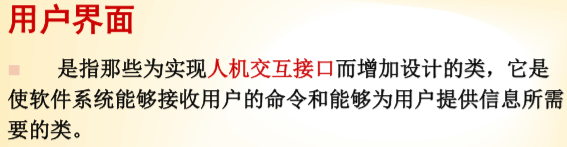 用户界面
是指那些为实现人机交互接口而增加设计的类，它是
使软件系统能够接收用户的命令和能够为用户提供信息所需
要的类。